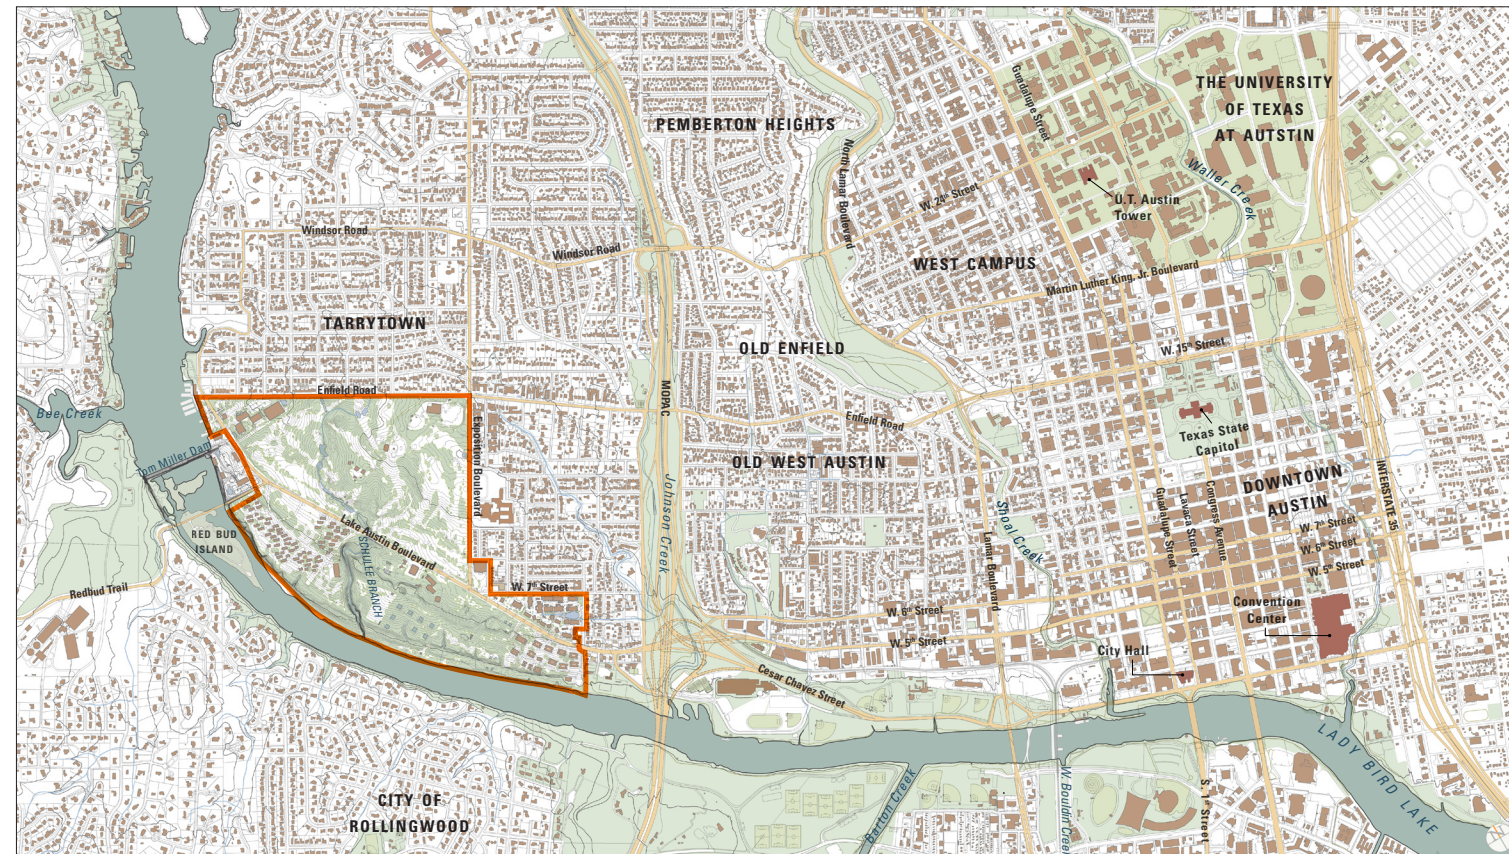 THE UNIVERSITY
OF TEXAS
AT AUTSTIN
Guadalupe Street
PEMBERTON HEIGHTS
North Lamar Boulevard
Waller Creek
W. 24th Street
U.T. Austin
Tower
Windsor Road
Windsor Road
WEST CAMPUS
Martin Luther King, Jr. Boulevard
TARRYTOWN
OLD ENFIELD
W. 15th Street
Enfield Road
MOPAC
Bee Creek
Exposition Boulevard
Enfield Road
Texas State
Capitol
Tom Miller Dam
OLD WEST AUSTIN
DOWNTOWN
AUSTIN
INTERSTATE 35
Johnson Creek
Shoal Creek
Guadalupe Street
Lavaca Street
Congress Avenue
W. 7th Street
W. 6th Street
W. 5th Street
RED BUD
ISLAND
Lake Austin Boulevard
SCHULLE BRANCH
Lamar Boulevard
Redbud Trail
W. 7th Street
W. 6th Street
W. 5th Street
Convention
Center
City Hall
Cesar Chavez Street
LADY BIRD LAKE
CITY OF
ROLLINGWOOD
Barton Creek
W Bouldin Creek
S. 1st Street